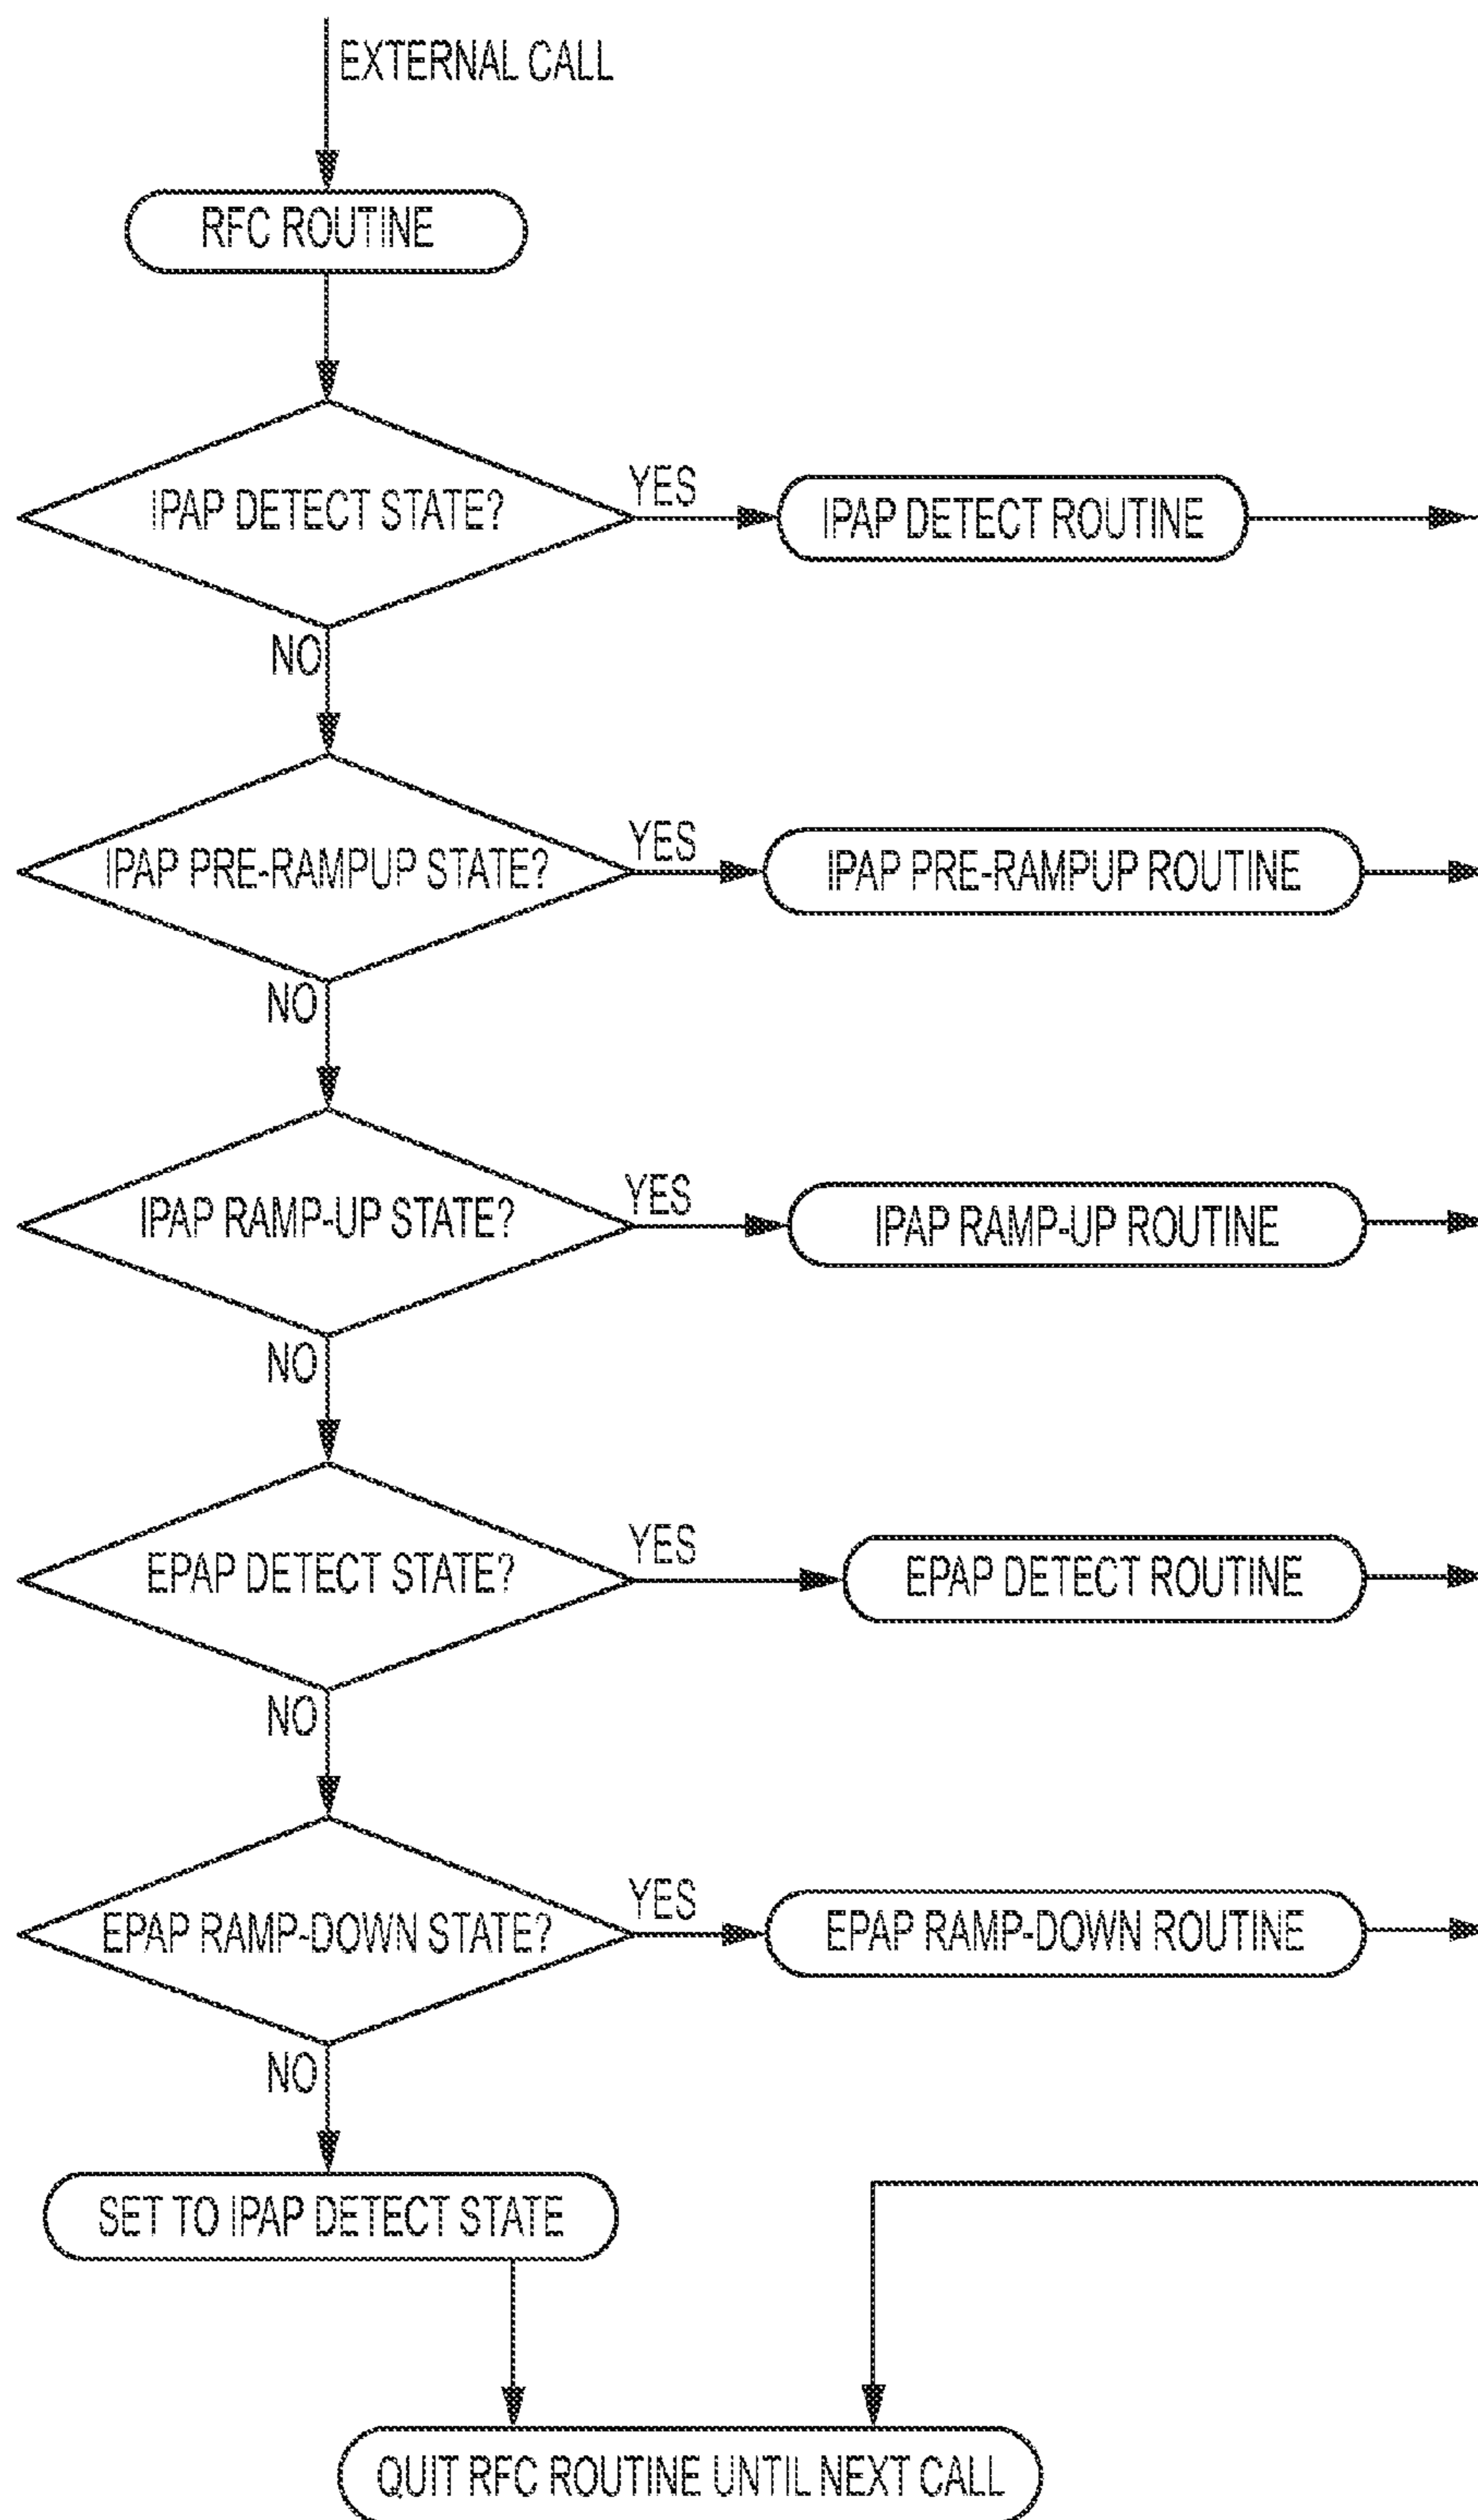 EXTERNAL CALL
RFC ROUTINE
IPAP DETECT STATE?
YES
IPAP DETECT ROUTINE
NO
IPAP PRE-RAMPUP STATE?
YES
IPAP PRE-RAMPUP ROUTINE
NO
IPAP RAMP-UP STATE?
YES
IPAP RAMP-UP ROUTINE
NO
EPAP DETECT STATE?
YES
EPAP DETECT ROUTINE
NO
EPAP RAMP-DOWN STATE?
YES
EPAP RAMP-DOWN ROUTINE
NO
SET TO IPAP DETECT STATE
QUIT RFC ROUTINE UNTIL NEXT CALL